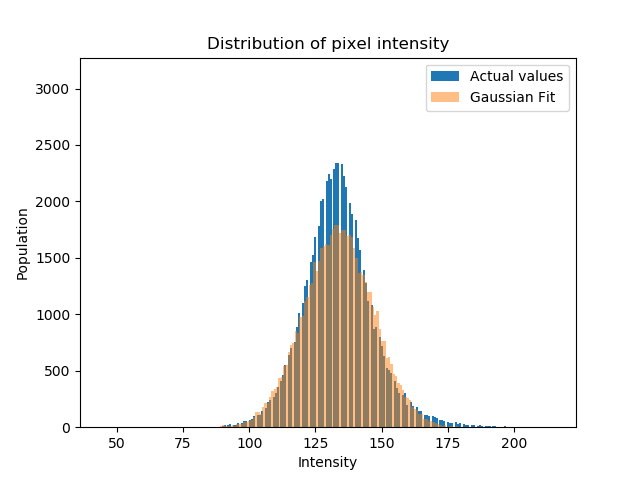 Distribution of pixel intensity
Actual values
Gaussian Fit
3000
2500
2000
1500
1000
500
0
Population
50 75 100 125 150 175 200
Intensity